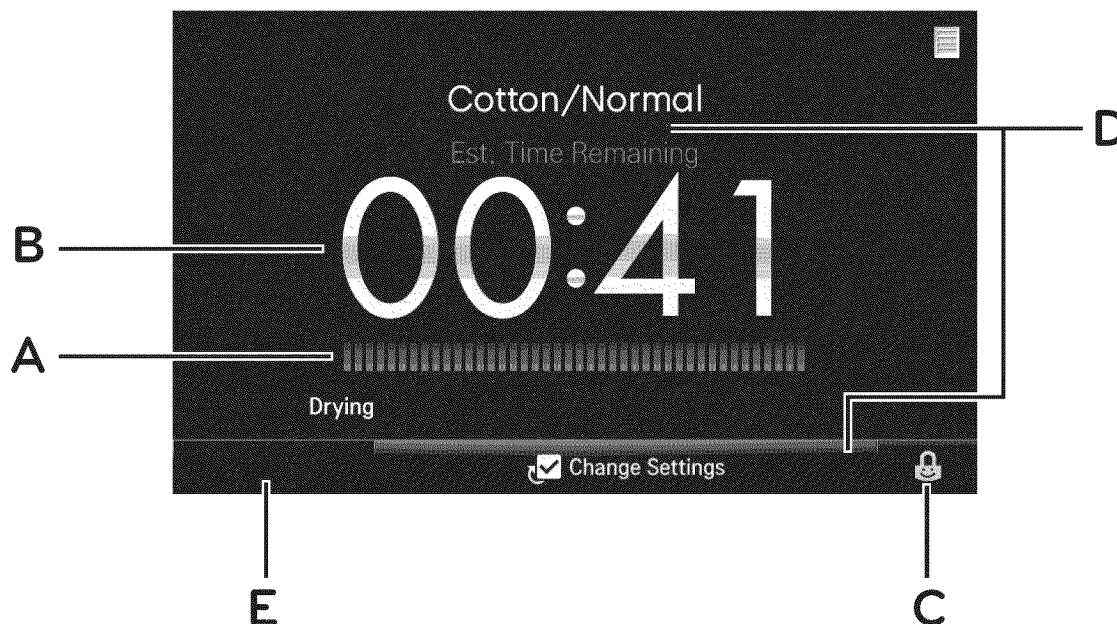 Cotton/Normal
D
Est. Time Remaining
B
00:41
A
Drying
Change Settings
E
C